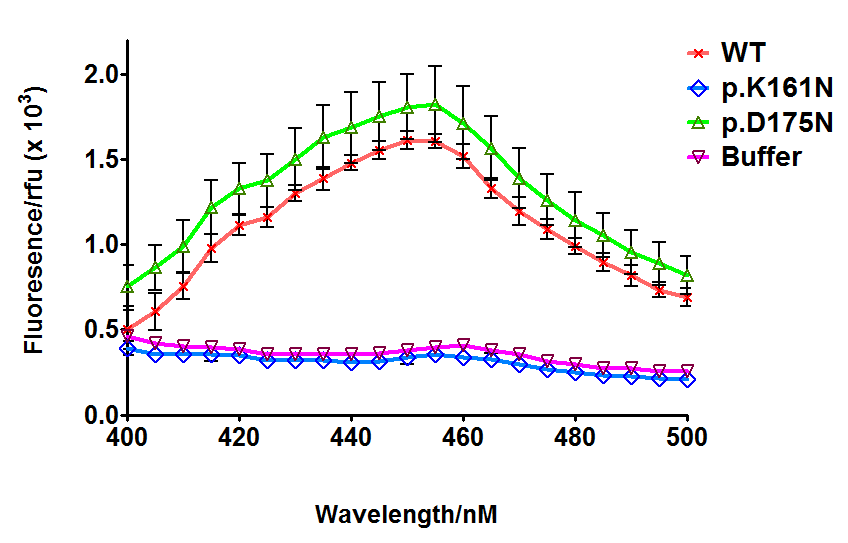 WT
p.K161N
p.D175N
Buffer
Fluoresence/rfu (x 10³)
2.0
1.5
1.0
0.5
0.0
400 420 440 460 480 500
Wavelength/nM